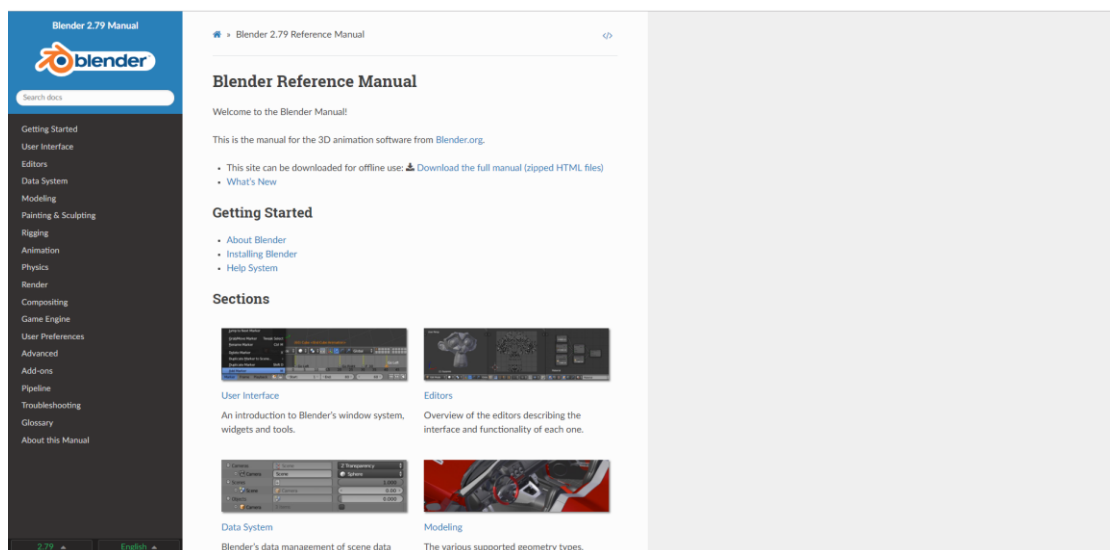 Blender 2.79 Manual
blender
Search docs
Getting Started
User Interface
Editors
Data System
Modeling
Painting & Sculpting
Rigging
Animation
Physics
Render
Compositing
Game Engine
User Preferences
Advanced
Add-ons
Pipeline
Troubleshooting
Glossary
About this Manual
2.79
English
» Blender 2.79 Reference Manual
Blender Reference Manual
Welcome to the Blender Manual!
This is the manual for the 3D animation software from Blender.org.
• This site can be downloaded for offline use: Download the full manual (zipped HTML files)
• What's New
Getting Started
• About Blender
• Installing Blender
• Help System
Sections
User Interface
An introduction to Blender's window system,
widgets and tools.
Editors
Overview of the editors describing the
interface and functionality of each one.
Data System
Blender's data management of scene data
Modeling
The various supported geometry types.